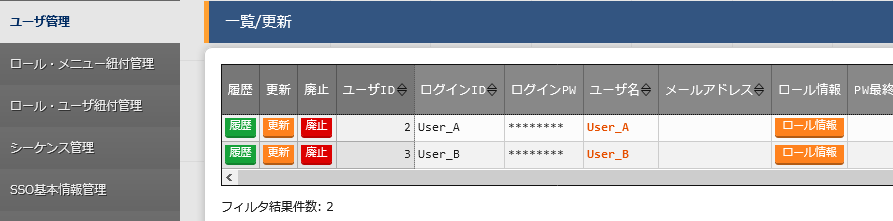 ユーザ管理
ロール・メニュー紐付管理
ロール・ユーザ紐付管理
シーケンス管理
SSO基本情報管理
一覧/更新
履歴 更新 廃止 ユーザID ログインID ログインPW ユーザ名 メールアドレス ロール情報 PW最終
履歴 更新 廃止 2 User_A ******** User_A ロール情報
履歴 更新 廃止 3 User_B ******** User_B ロール情報
フィルタ結果件数: 2